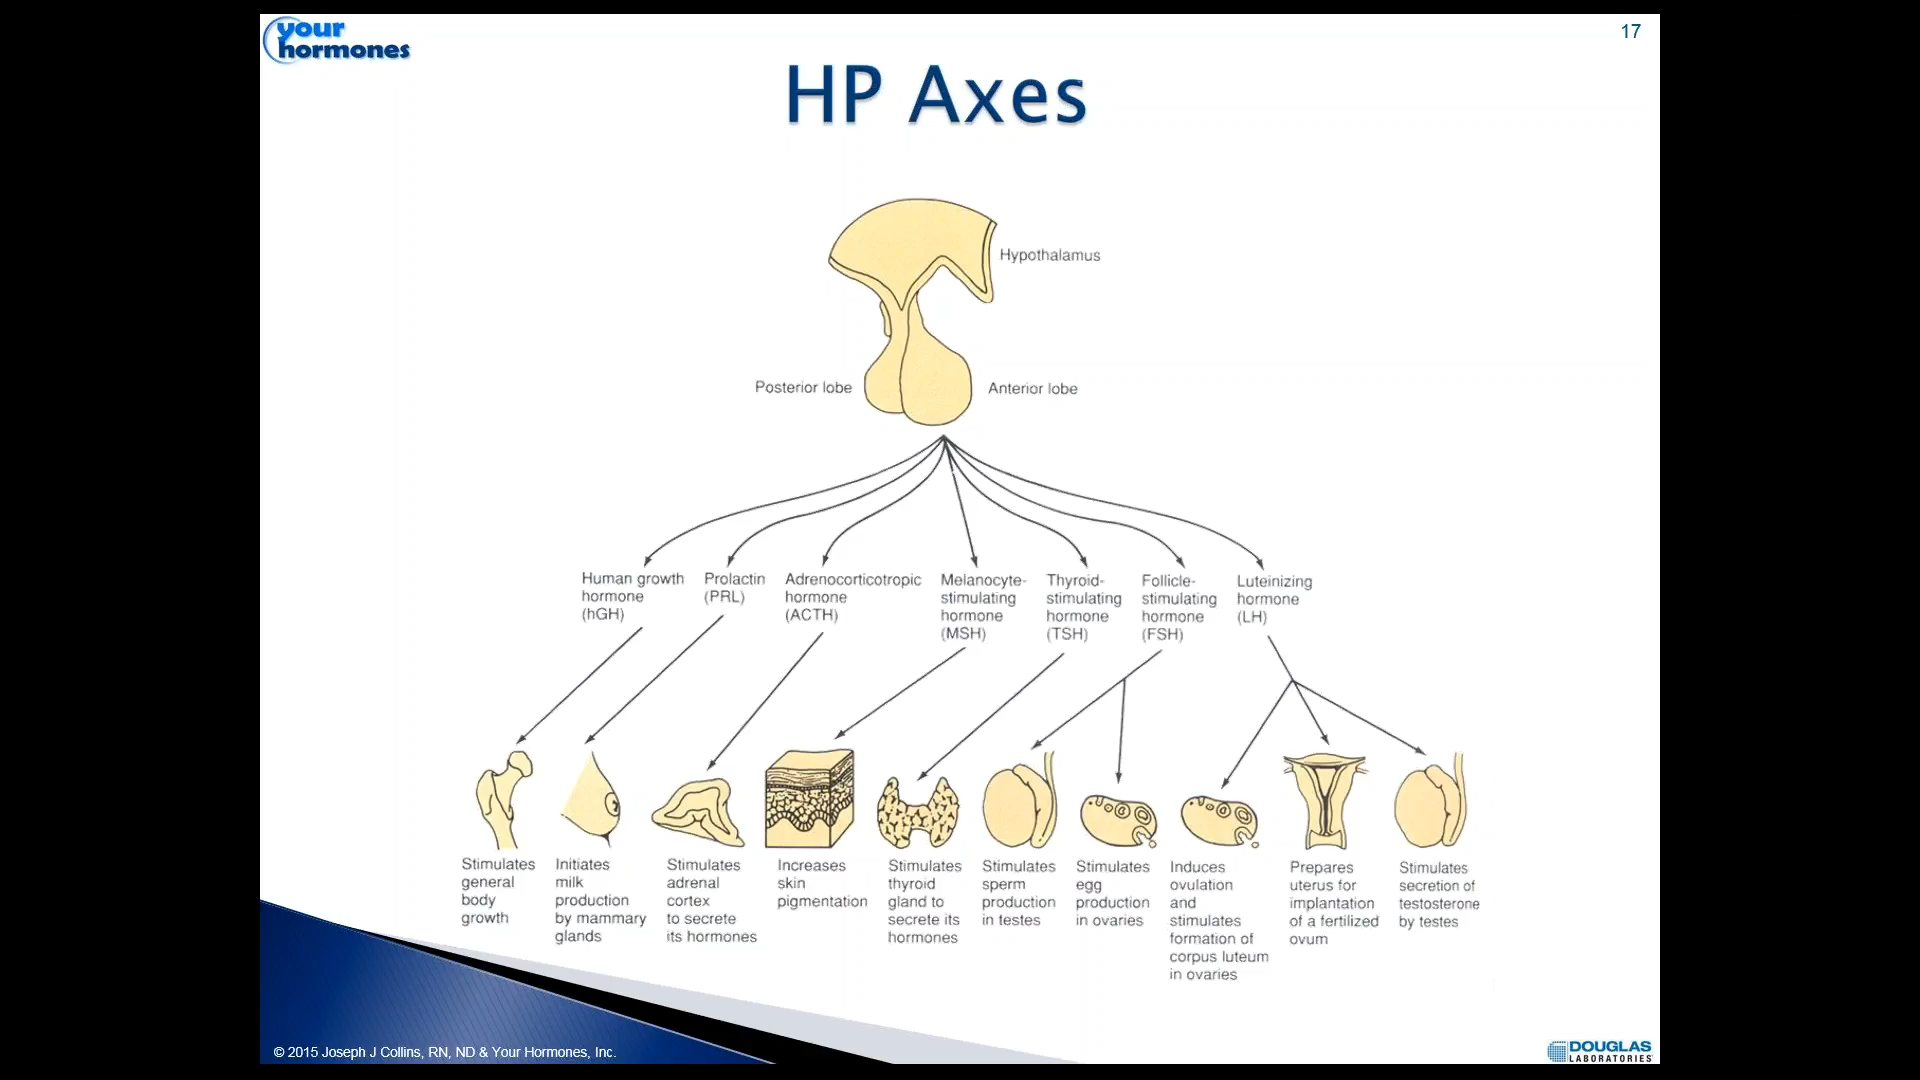 your
hormones
17
HP Axes
Hypothalamus
Posterior lobe
Anterior lobe
Human growth
hormone
(hGH)
Prolactin
(PRL)
Adrenocorticotropic
hormone
(ACTH)
Melanocyte-
stimulating
hormone
(MSH)
Thyroid-
stimulating
hormone
(TSH)
Follicle-
stimulating
hormone
(FSH)
Luteinizing
hormone
(LH)
Stimulates
general
body
growth
Initiates
milk
production
by mammary
glands
Stimulates
adrenal
cortex
to secrete
its hormones
Increases
skin
pigmentation
Stimulates
thyroid
gland to
secrete its
hormones
Stimulates
sperm
production
in testes
Stimulates
egg
production
in ovaries
Induces
ovulation
and
stimulates
formation of
corpus luteum
in ovaries
Prepares
uterus for
implantation
of a fertilized
ovum
Stimulates
secretion of
testosterone
by testes
© 2015 Joseph J Collins, RN, ND & Your Hormones, Inc.
DOUGLAS
LABORATORIES